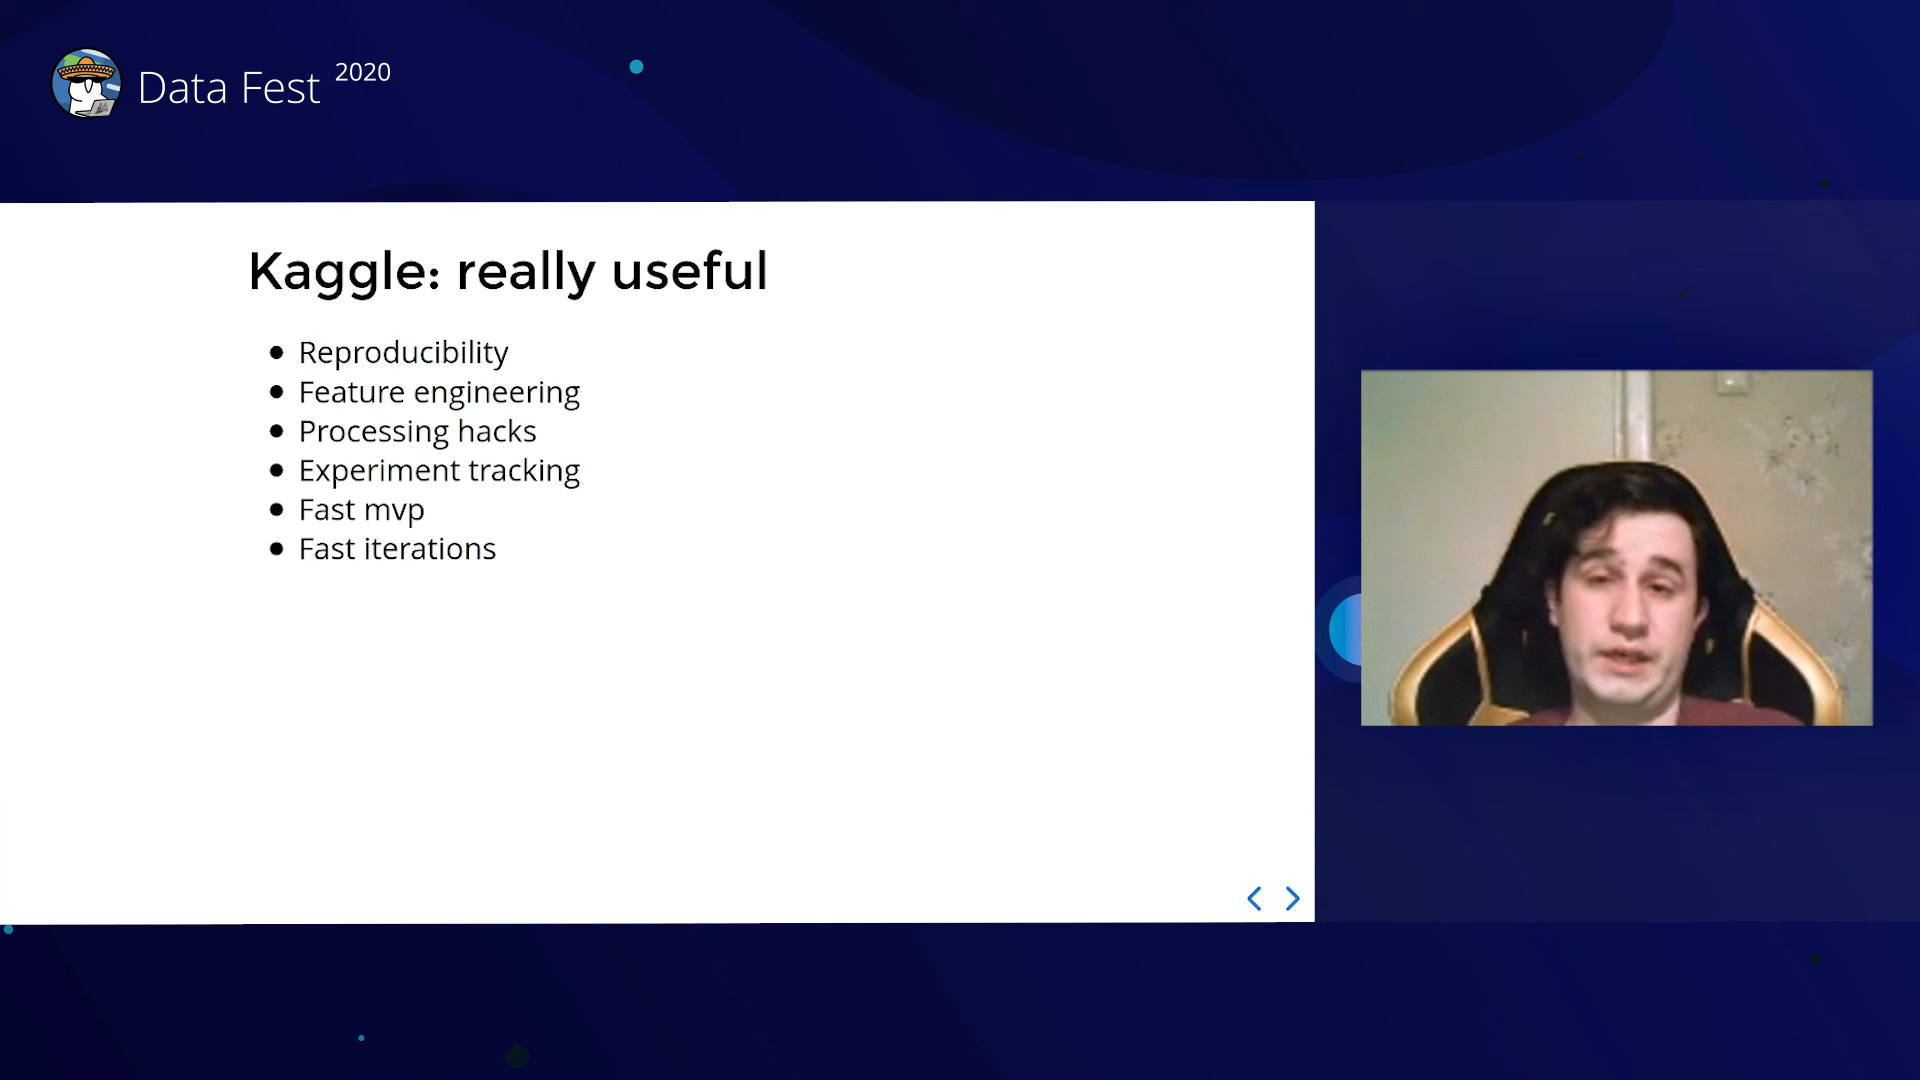 Data Fest 2020
Kaggle: really useful
Reproducibility
Feature engineering
Processing hacks
Experiment tracking
Fast mvp
Fast iterations